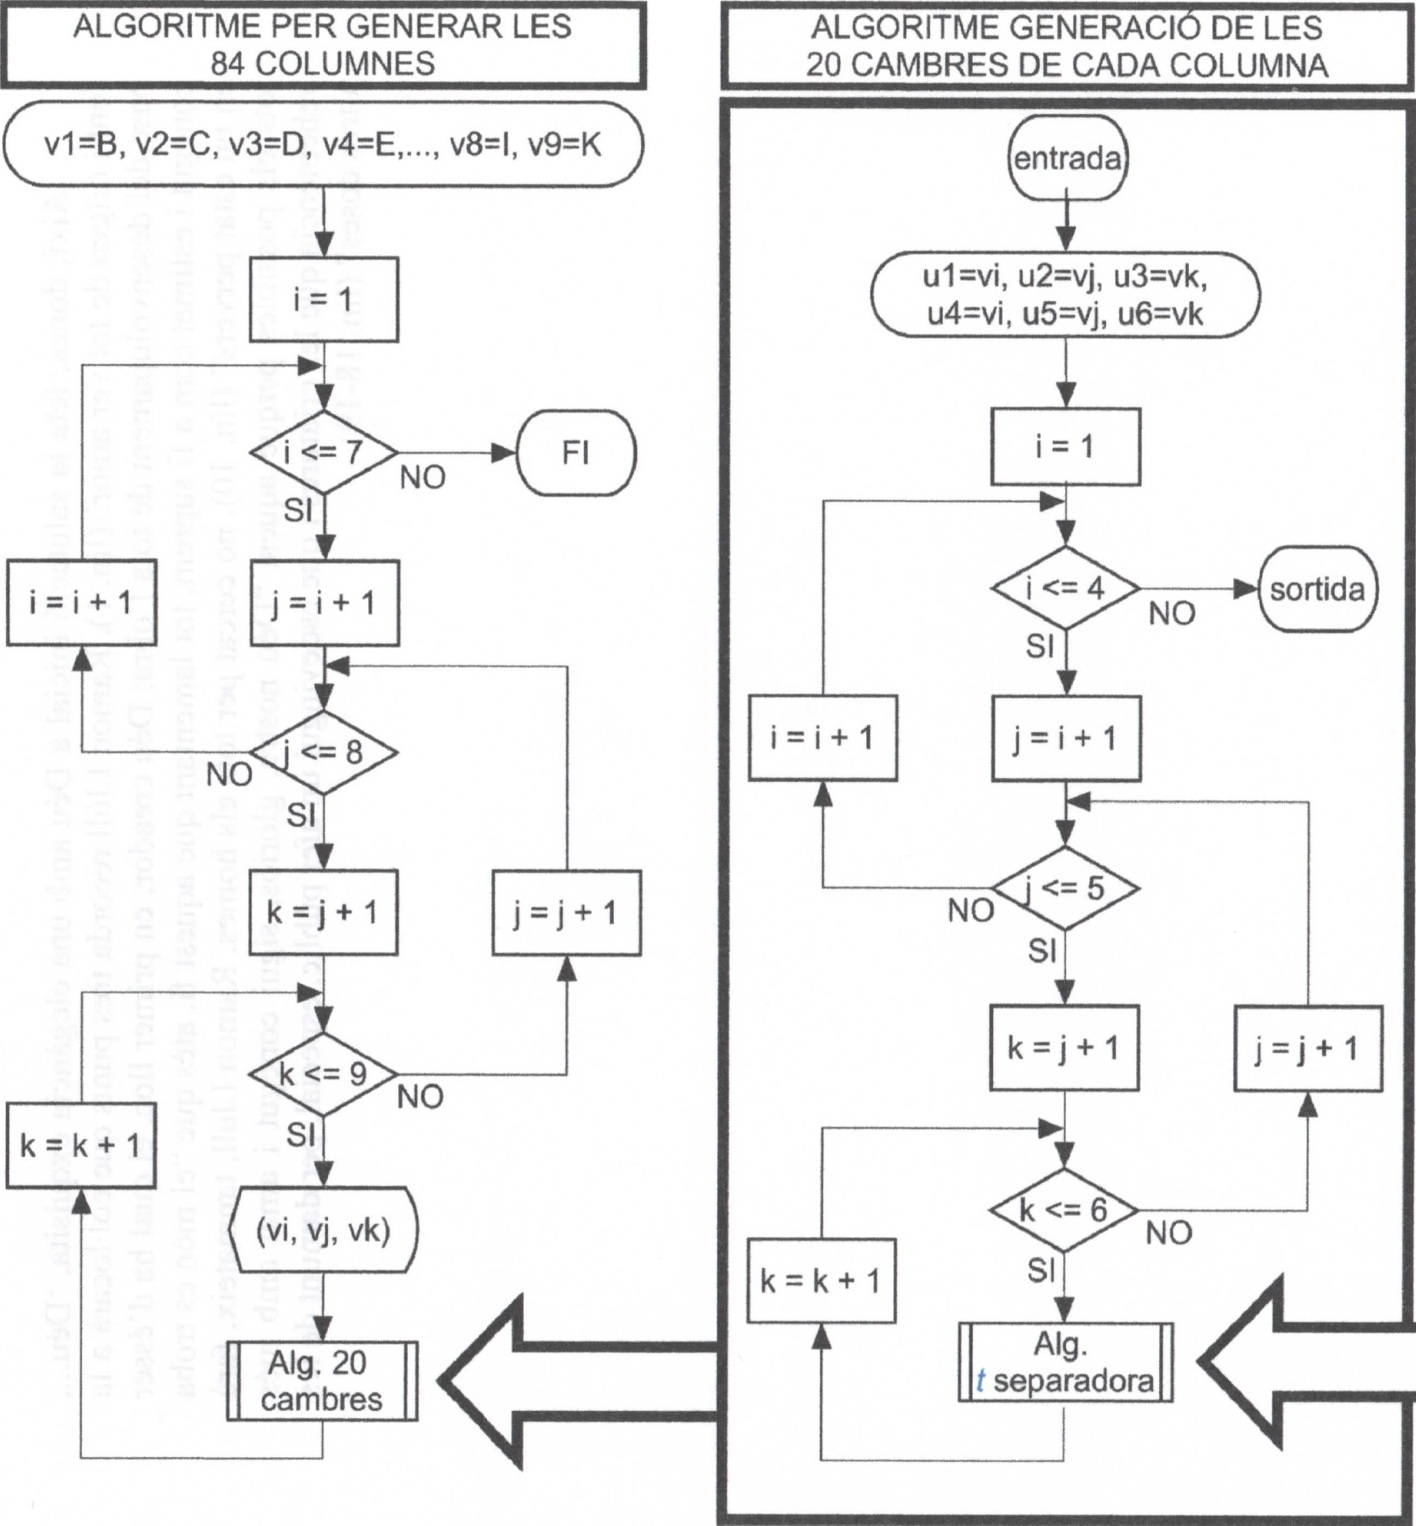 ALGORITME PER GENERAR LES
84 COLUMNES
v1=B, v2=C, v3=D, v4=E,..., v8=I, v9=K
i = 1
i <= 7
NO
FI
SI
i = i + 1
j = i + 1
j <= 8
NO
SI
k = j + 1
j = j + 1
k <= 9
NO
SI
k = k + 1
(vi, vj, vk)
Alg. 20
cambres
ALGORITME GENERACIÓ DE LES
20 CAMBRES DE CADA COLUMNA
entrada
u1=vi, u2=vj, u3=vk,
u4=vi, u5=vj, u6=vk
i = 1
i <= 4
NO
sortida
SI
i = i + 1
j = i + 1
j <= 5
NO
SI
k = j + 1
j = j + 1
k <= 6
NO
SI
k = k + 1
Alg.
t separadora